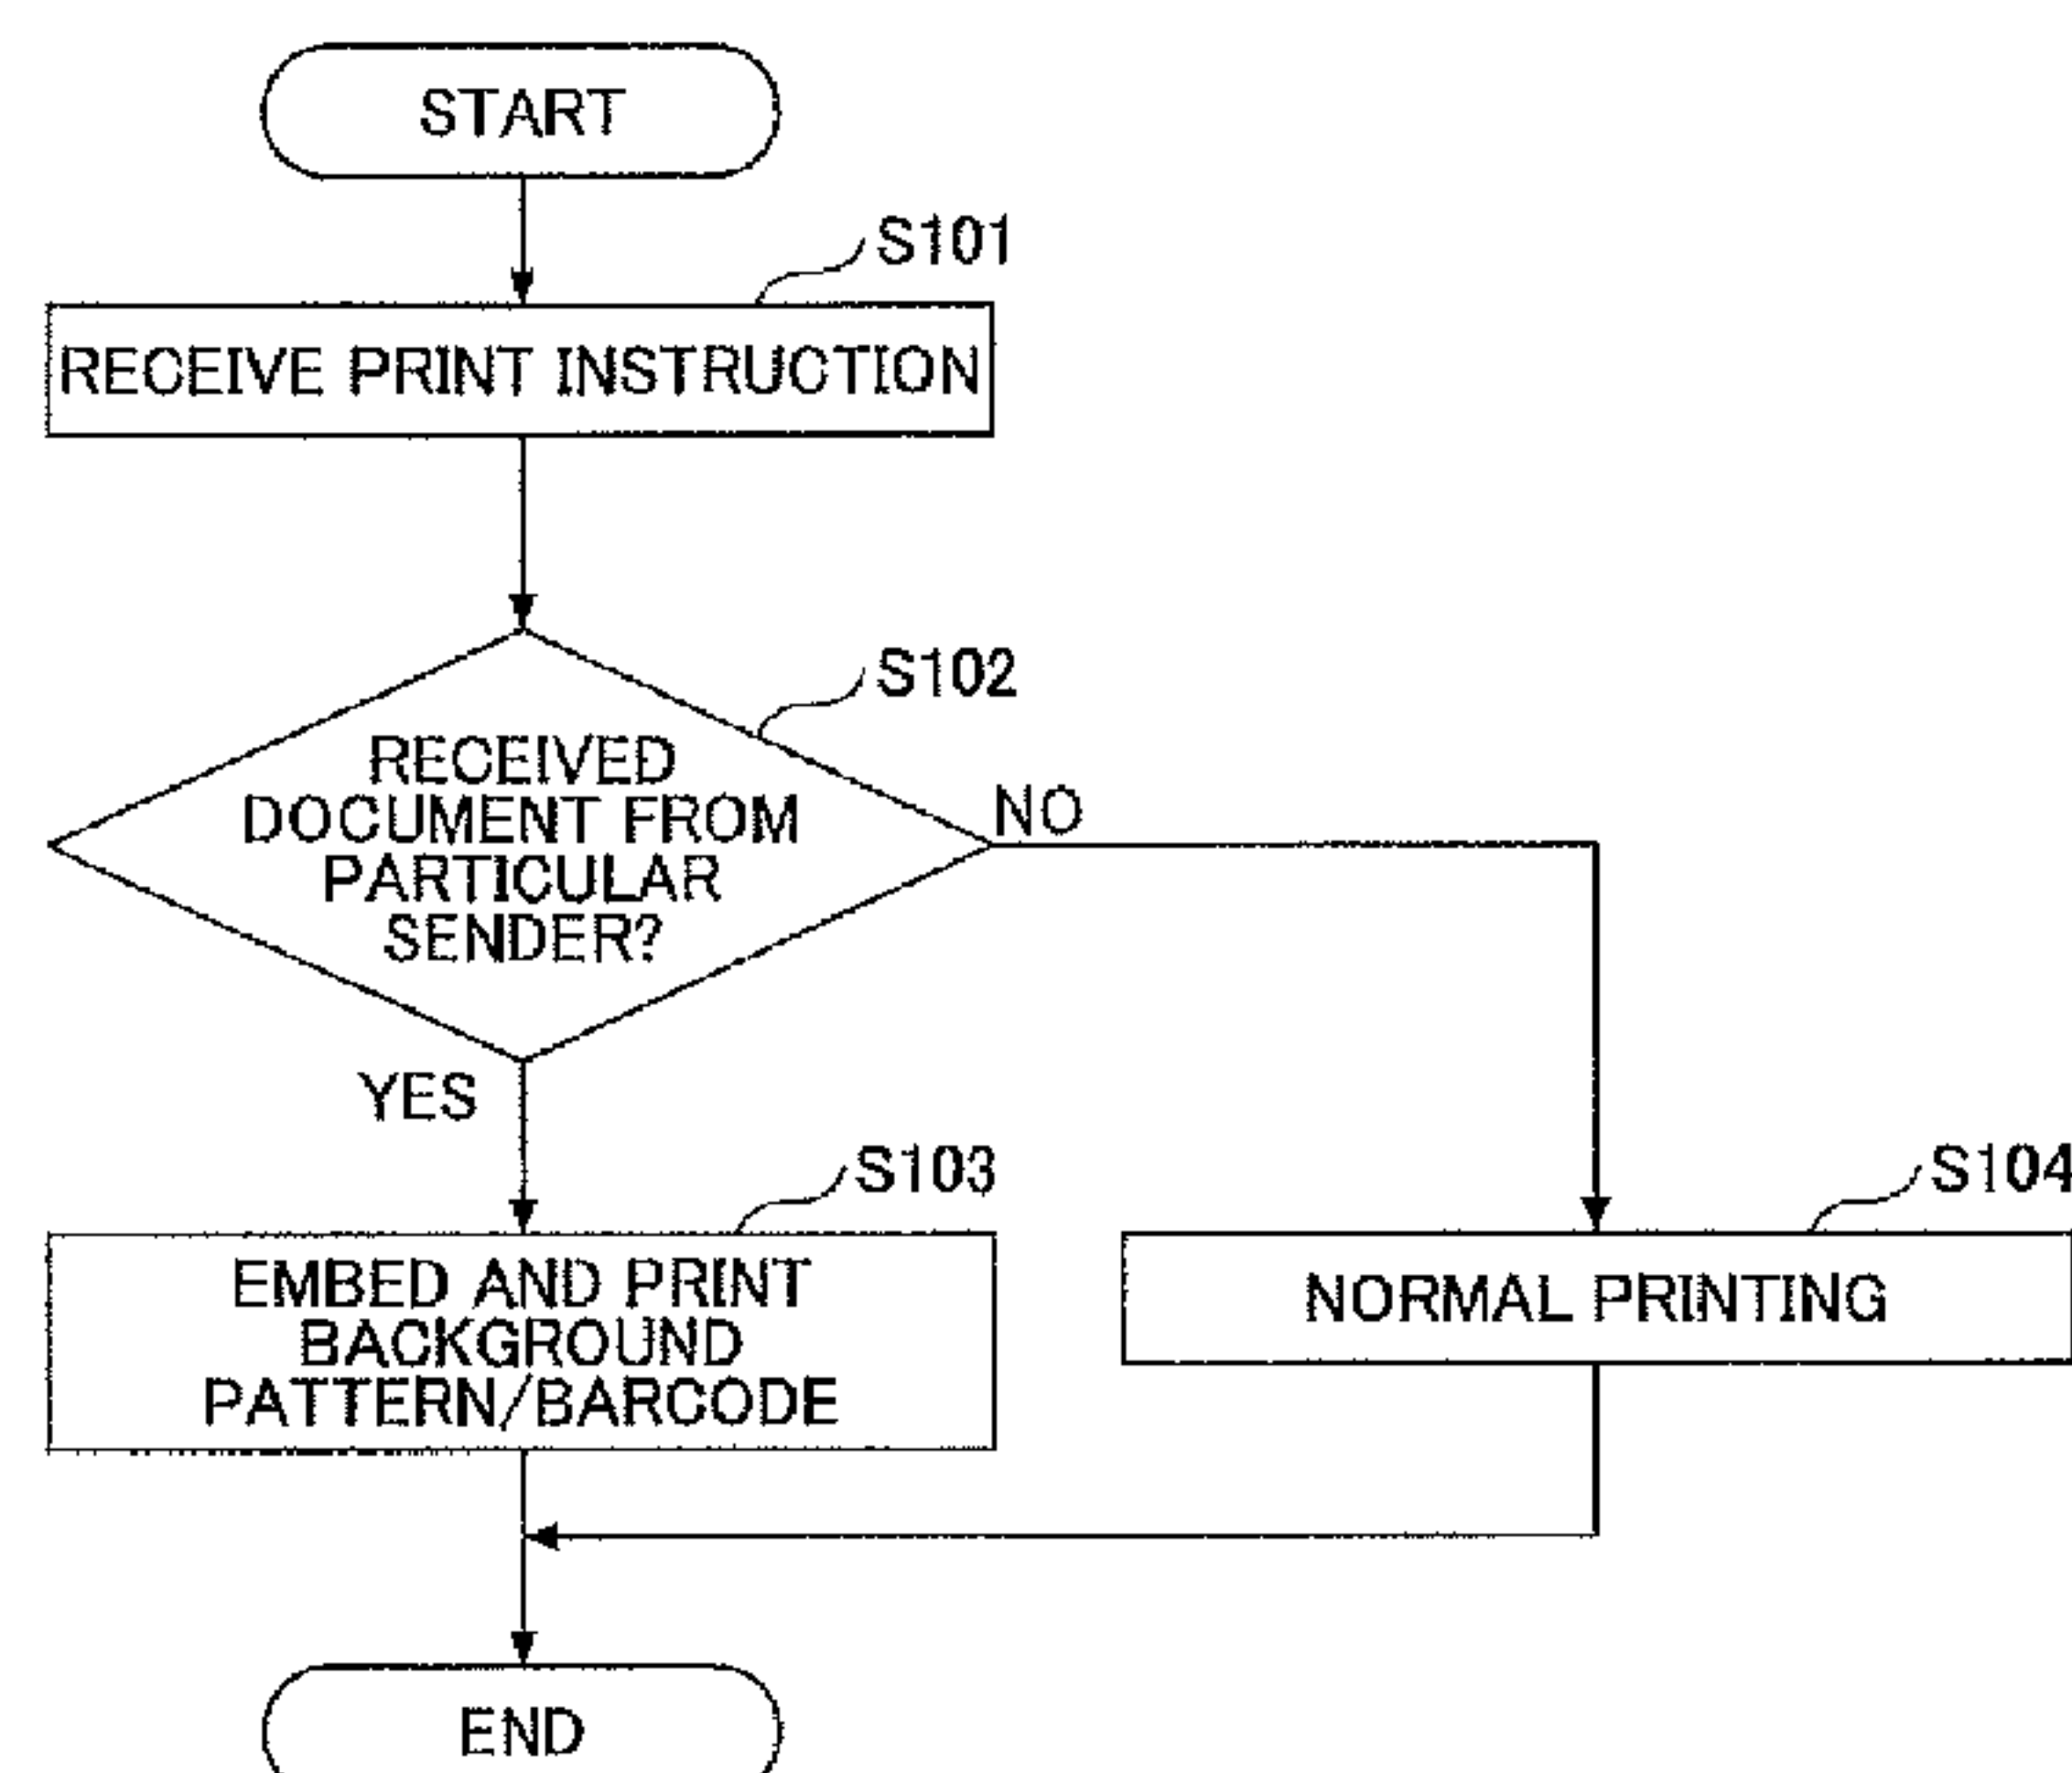 START
S101
RECEIVE PRINT INSTRUCTION
S102
RECEIVED
DOCUMENT FROM
PARTICULAR
SENDER?
NO
YES
S103
EMBED AND PRINT
BACKGROUND
PATTERN/BARCODE
S104
NORMAL PRINTING
END